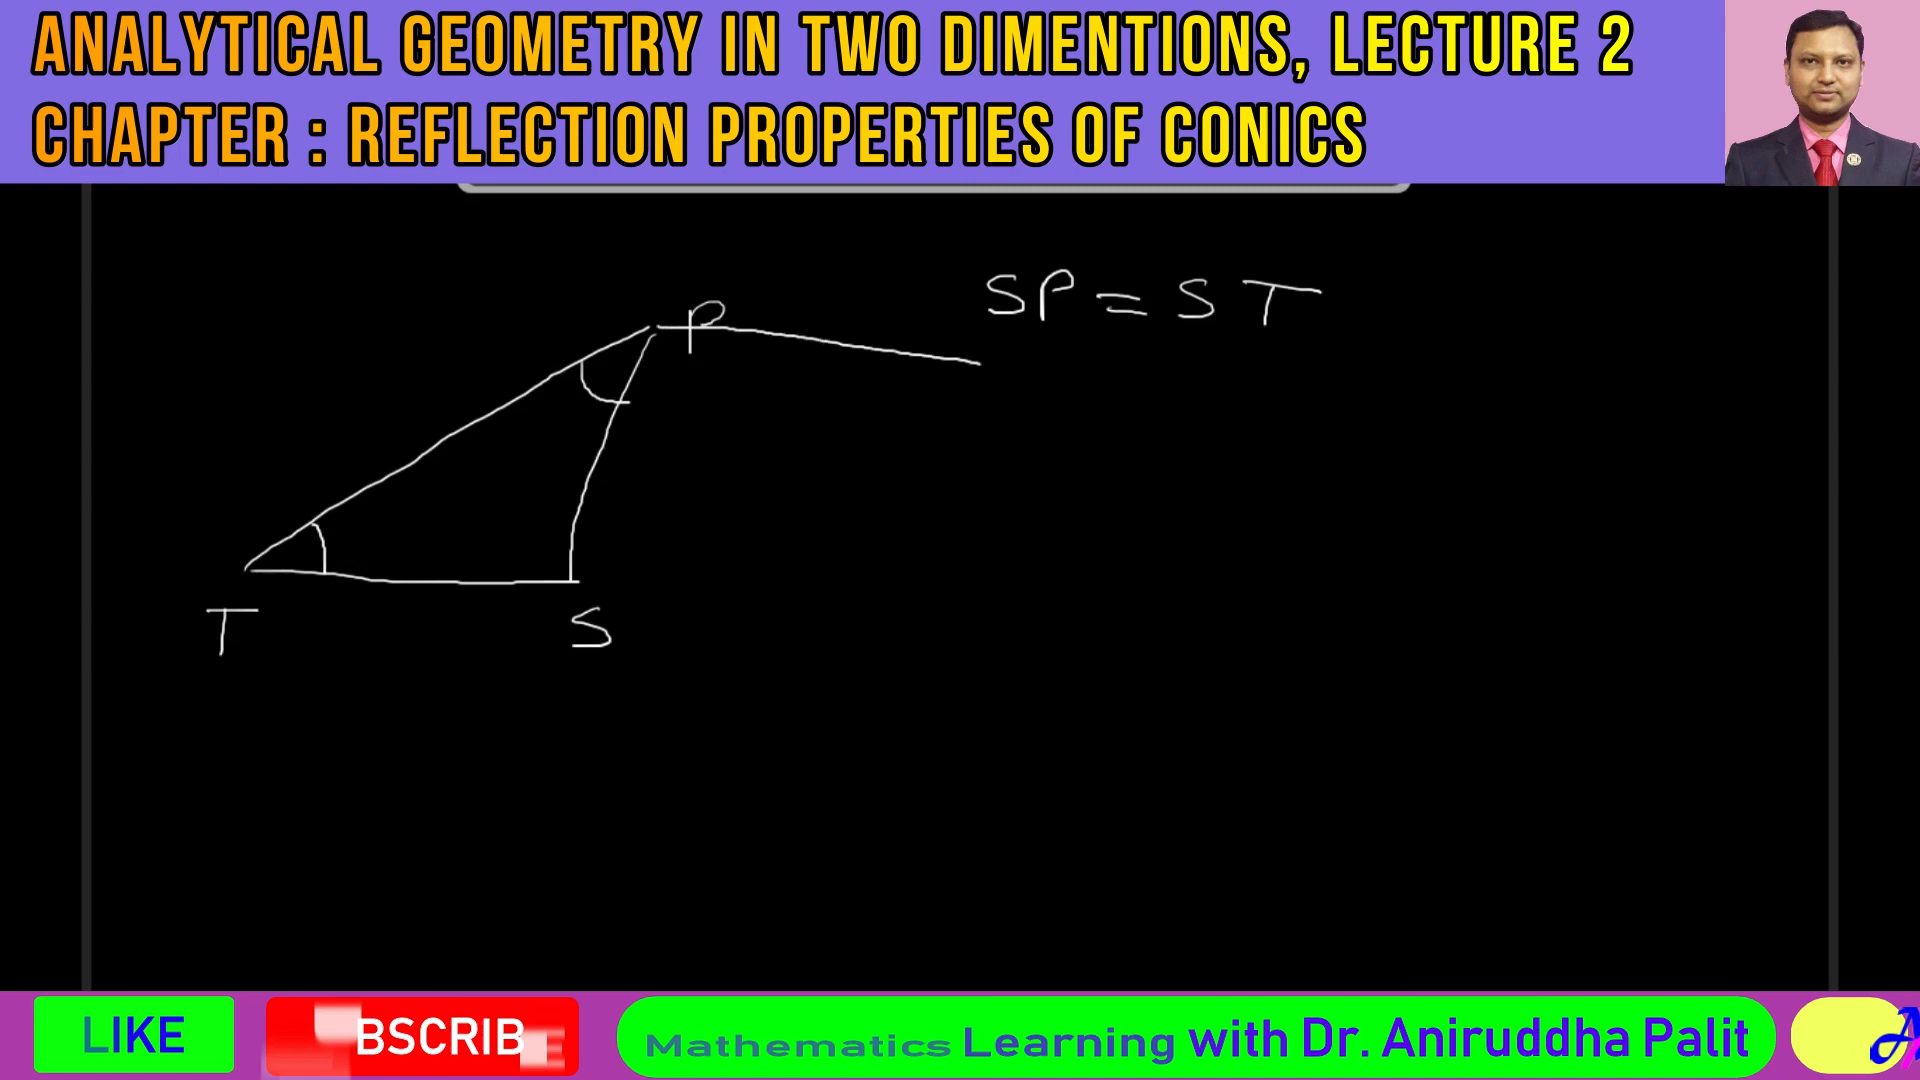 ANALYTICAL GEOMETRY IN TWO DIMENTIONS, LECTURE 2
CHAPTER : REFLECTION PROPERTIES OF CONICS
SP = ST
P
T
S
LIKE
BSCRIB E
Mathematics Learning with Dr. Aniruddha Palit